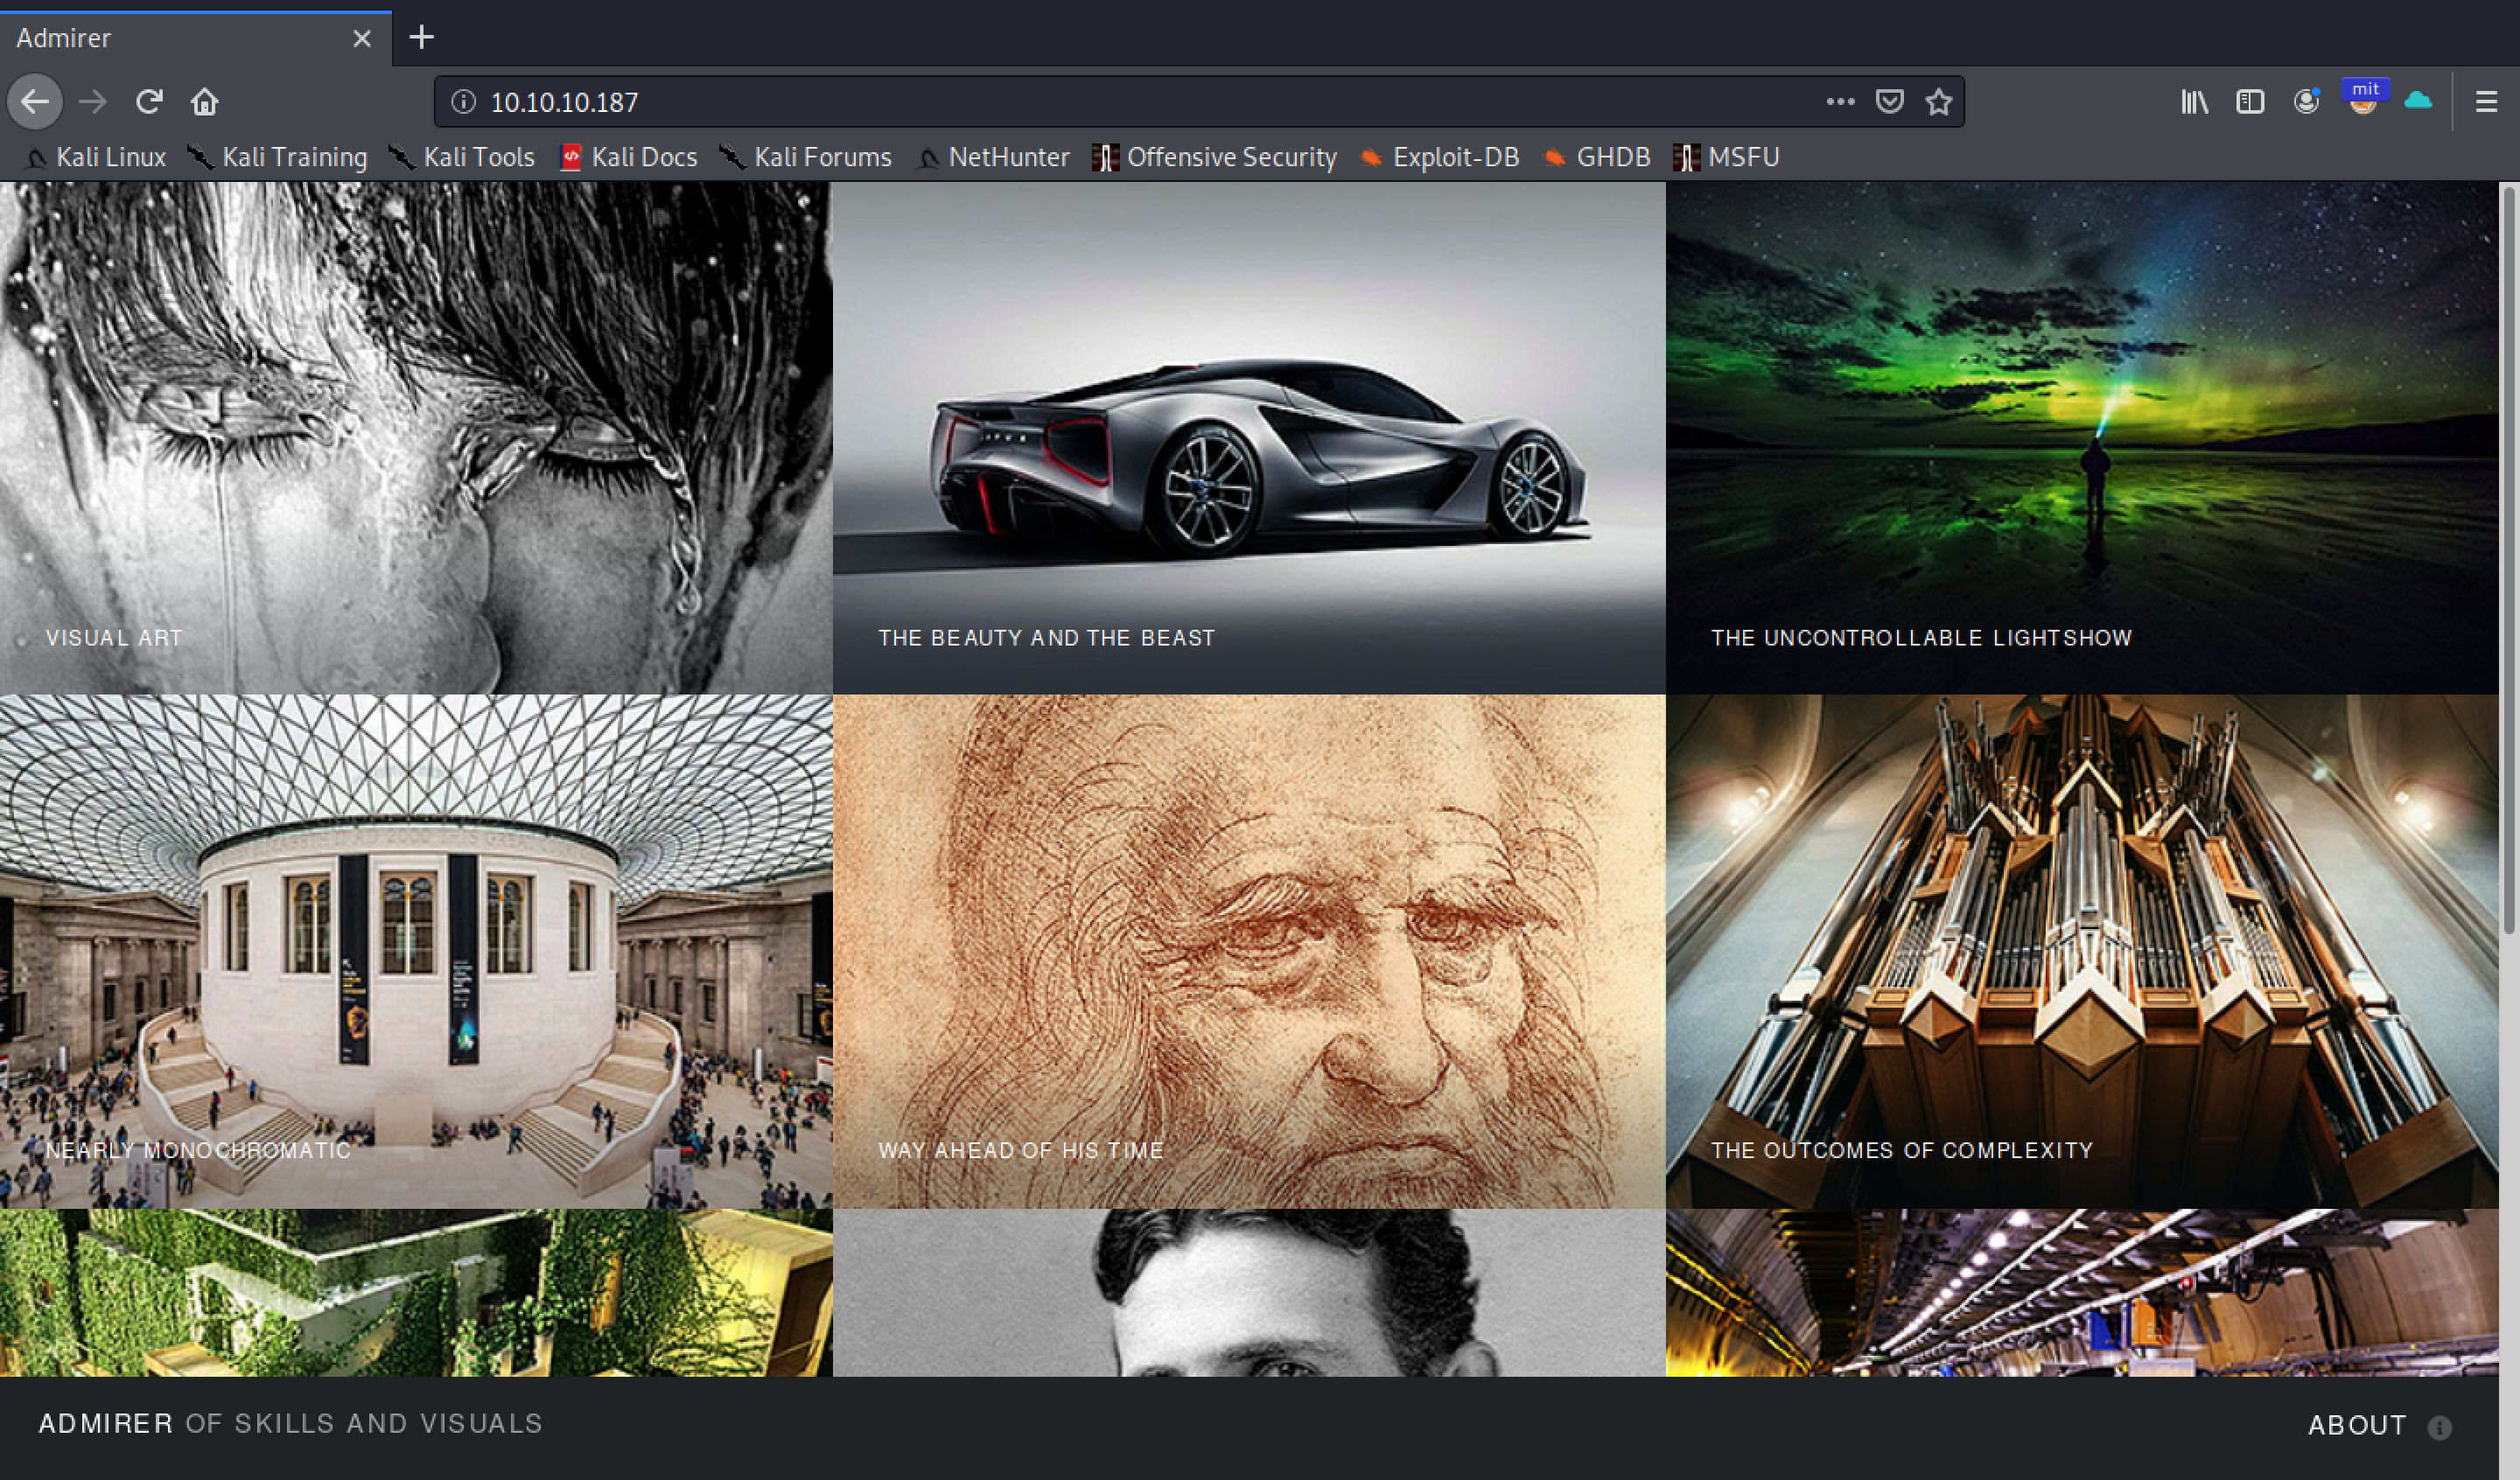 Admirer
10.10.10.187
mit
Kali Linux Kali Training Kali Tools Kali Docs Kali Forums NetHunter Offensive Security Exploit-DB GHDB MSFU
VISUAL ART
THE BEAUTY AND THE BEAST
THE UNCONTROLLABLE LIGHTSHOW
NEARLY MONOCHROMATIC
WAY AHEAD OF HIS TIME
THE OUTCOMES OF COMPLEXITY
ADMIRER OF SKILLS AND VISUALS
ABOUT